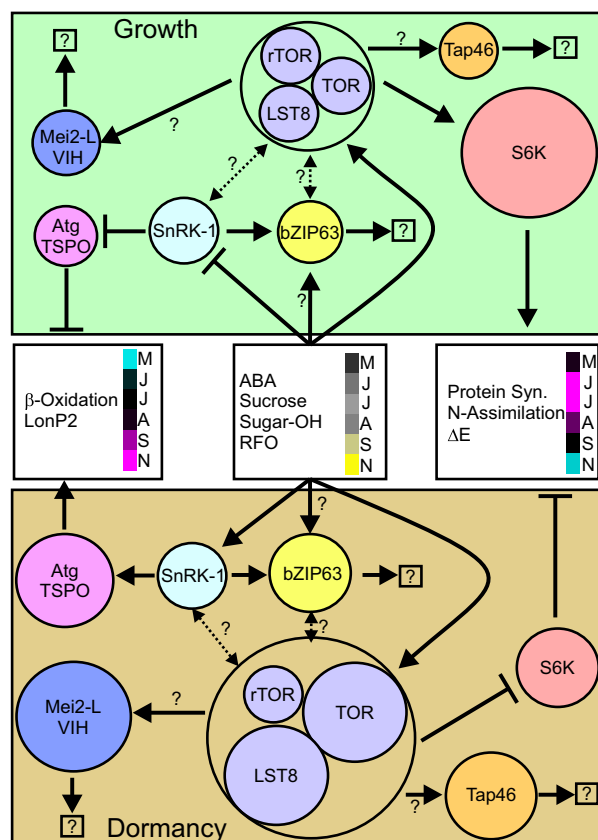 Growth
?
rTOR
TOR
LST8
?
Tap46
?
Mei2-L
VIH
?
S6K
?
?
Atg
TSPO
SnRK-1
bZIP63
?
?
β-Oxidation
LonP2
M
J
J
A
S
N
ABA
Sucrose
Sugar-OH
RFO
M
J
J
A
S
N
Protein Syn.
N-Assimilation
ΔE
M
J
J
A
S
N
?
Atg
TSPO
SnRK-1
bZIP63
?
?
?
S6K
Mei2-L
VIH
?
rTOR
TOR
LST8
?
Tap46
?
?
Dormancy